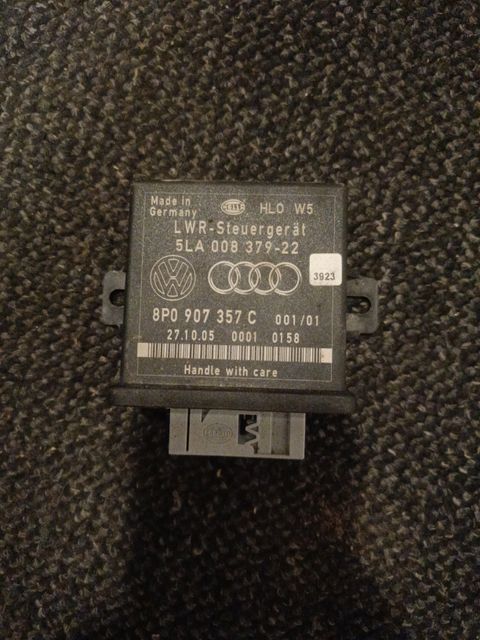 Made in
Germany
HELLA
HLO W5
LWR-Steuergerät
5LA 008 379-22
3923
8P0 907 357 C 001/01
27.10.05 0001 0158
Handle with care